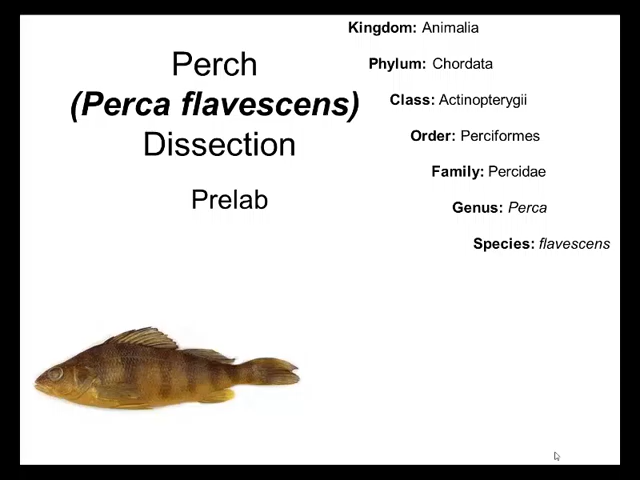 Perch
(Perca flavescens)
Dissection
Prelab
Kingdom: Animalia
Phylum: Chordata
Class: Actinopterygii
Order: Perciformes
Family: Percidae
Genus: Perca
Species: flavescens